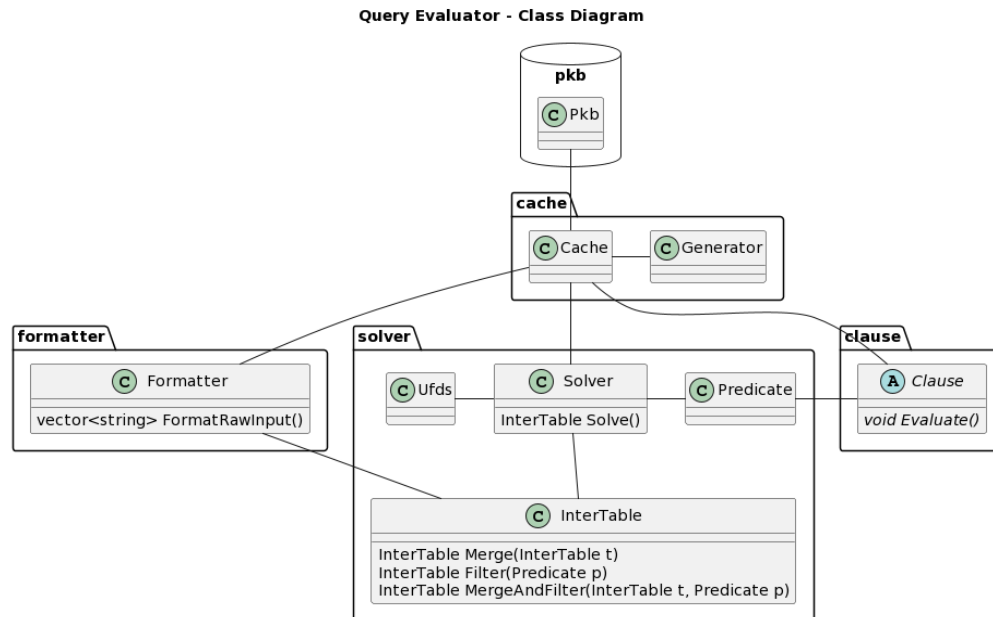 Query Evaluator - Class Diagram
pkb
C Pkb
cache
C Cache
C Generator
formatter
solver
clause
C Formatter
vector<string> FormatRawInput()
C Ufds
C Solver
InterTable Solve()
C Predicate
A Clause
void Evaluate()
C InterTable
InterTable Merge(InterTable t)
InterTable Filter(Predicate p)
InterTable MergeAndFilter(InterTable t, Predicate p)